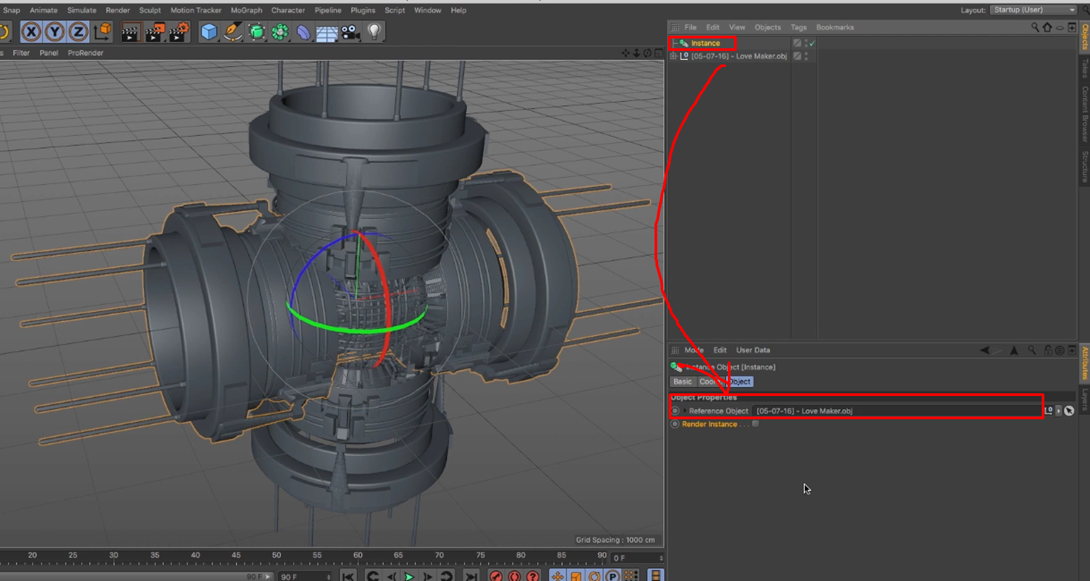 Snap Animate Simulate Render Sculpt Motion Tracker MoGraph Character Pipeline Plugins Script Window Help
Layout: Startup (User)
File Edit View Objects Tags Bookmarks
X Y Z
Filter Panel ProRender
Instance
[05-07-16] - Love Maker.obj
Objects
Takes
Content Browser
Structure
Mode Edit User Data
Instance Object [Instance]
Basic Coord Object
Object Properties
Reference Object [05-07-16] - Love Maker.obj
Render Instance . . .
Attributes
Layers
Grid Spacing : 1000 cm
20 25 30 35 40 45 50 55 60 65 70 75 80 85 90 0 F
90 F 90 F